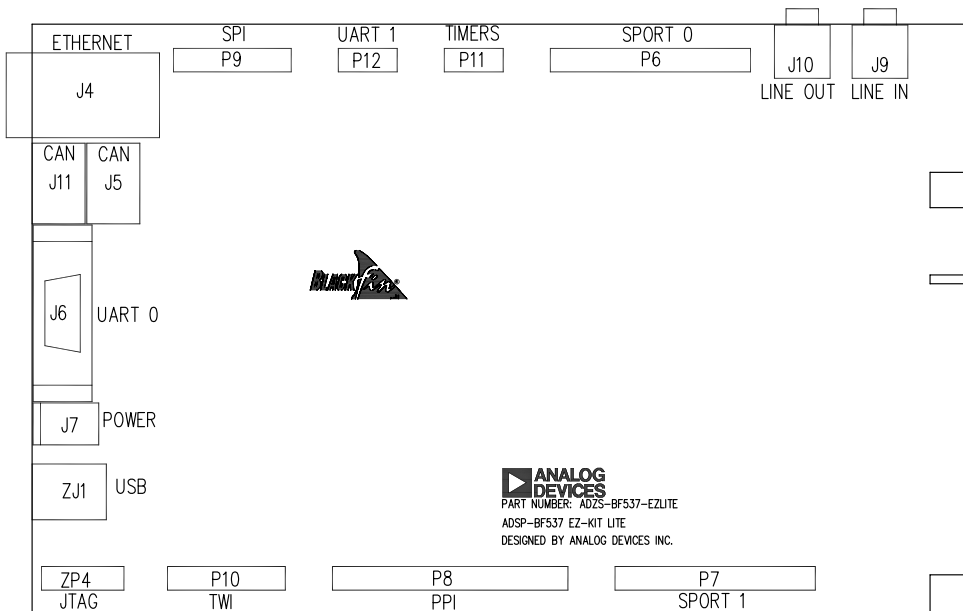 ETHERNET
J4
SPI
P9
UART 1
P12
TIMERS
P11
SPORT 0
P6
J10
LINE OUT
J9
LINE IN
CAN
J11
CAN
J5
BLACKfin®
J6
UART 0
J7
POWER
ZJ1
USB
ANALOG
DEVICES
PART NUMBER: ADZS-BF537-EZLITE
ADSP-BF537 EZ-KIT LITE
DESIGNED BY ANALOG DEVICES INC.
ZP4
JTAG
P10
TWI
P8
PPI
P7
SPORT 1